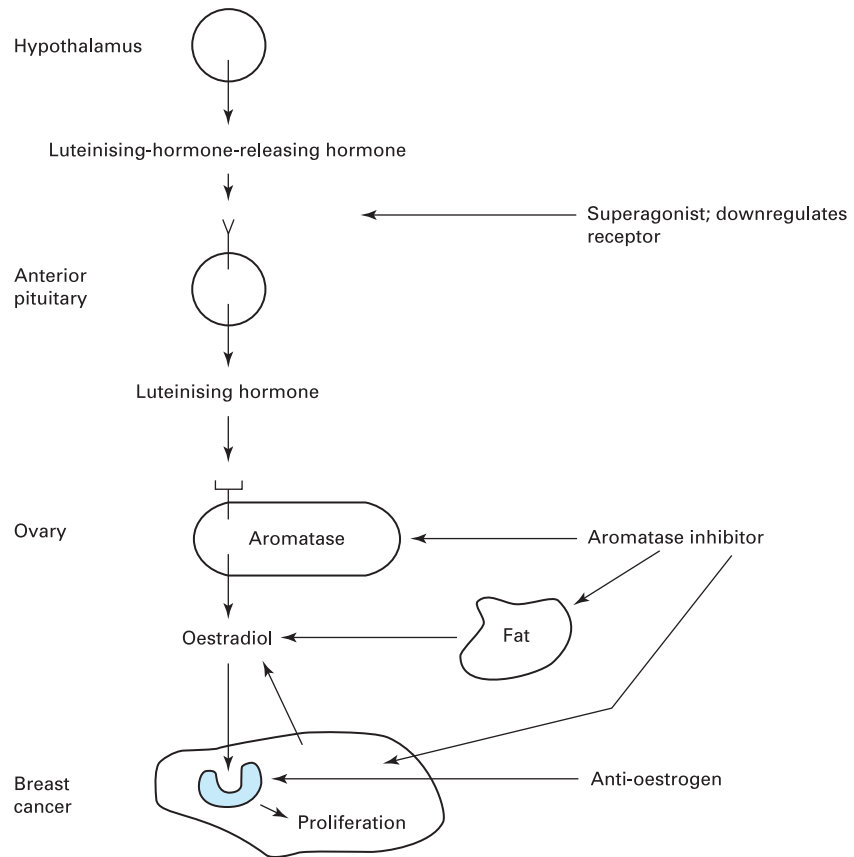 Hypothalamus
Luteinising-hormone-releasing hormone
Superagonist; downregulates
receptor
Anterior
pituitary
Luteinising hormone
Ovary
Aromatase
Aromatase inhibitor
Oestradiol
Fat
Breast
cancer
Anti-oestrogen
Proliferation